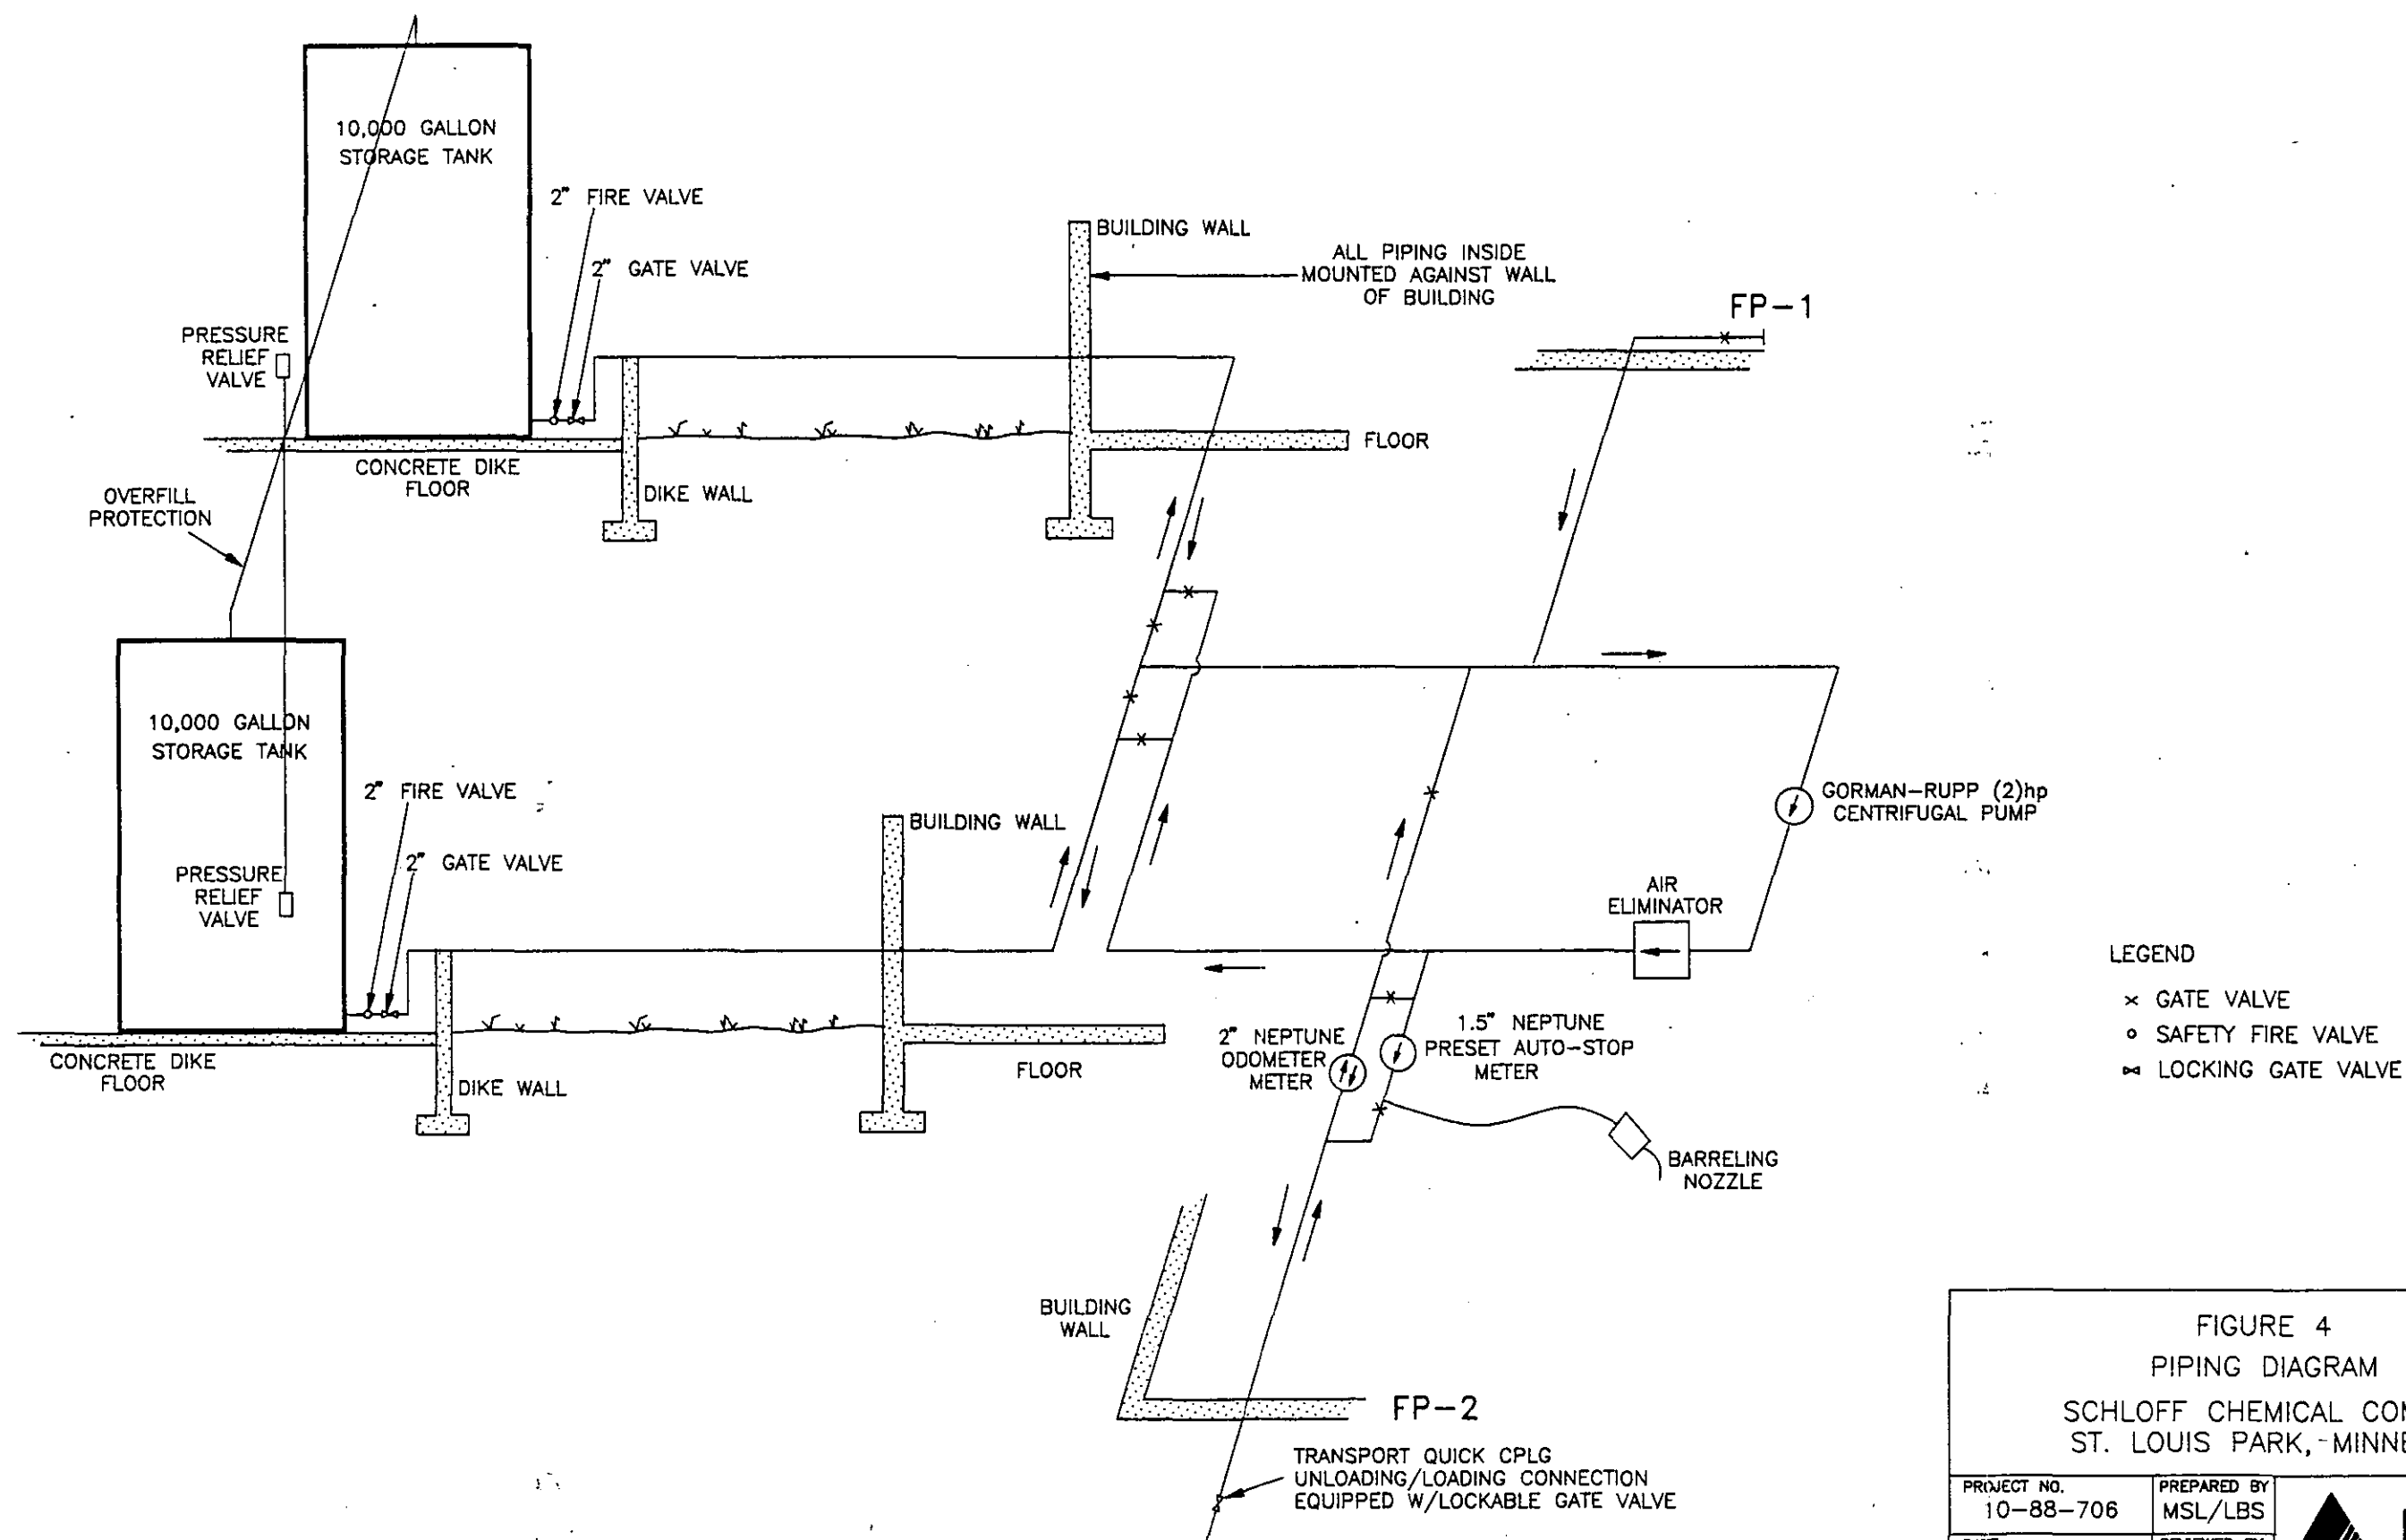 10,000 GALLON
STORAGE TANK
2" FIRE VALVE
2" GATE VALVE
BUILDING WALL
ALL PIPING INSIDE
MOUNTED AGAINST WALL
OF BUILDING
FP-1
PRESSURE
RELIEF
VALVE
CONCRETE DIKE
FLOOR
FLOOR
DIKE WALL
OVERFILL
PROTECTION
10,000 GALLON
STORAGE TANK
2" FIRE VALVE
2" GATE VALVE
BUILDING WALL
GORMAN-RUPP (2)hp
CENTRIFUGAL PUMP
PRESSURE
RELIEF
VALVE
AIR
ELIMINATOR
CONCRETE DIKE
FLOOR
DIKE WALL
FLOOR
2" NEPTUNE
ODOMETER
METER
1.5" NEPTUNE
PRESET AUTO-STOP
METER
BARRELING
NOZZLE
LEGEND
GATE VALVE
SAFETY FIRE VALVE
LOCKING GATE VALVE
BUILDING
WALL
FP-2
TRANSPORT QUICK CPLG
UNLOADING/LOADING CONNECTION
EQUIPPED W/LOCKABLE GATE VALVE
FIGURE 4
PIPING DIAGRAM
SCHLOFF CHEMICAL
ST. LOUIS PARK,
PROJECT NO.
10-88-706
PREPARED BY
MSL/LBS